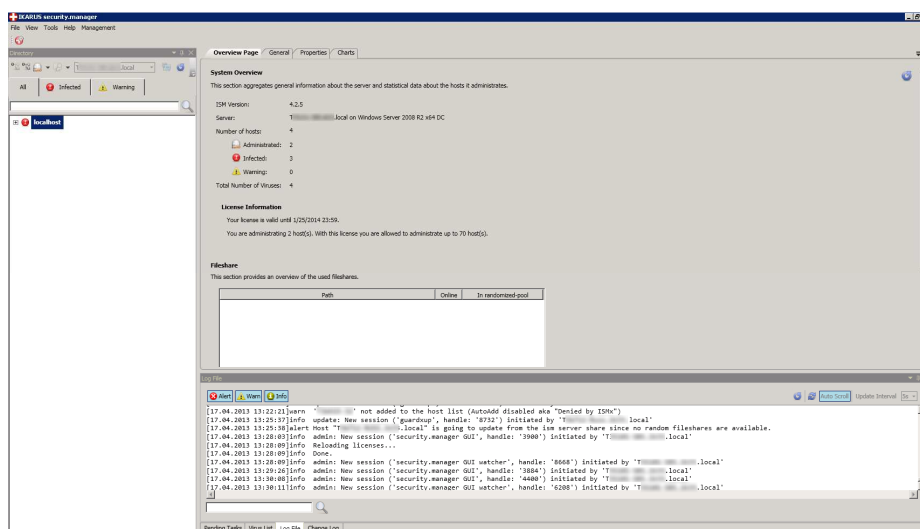 IKARUS security.manager
File View Tools Help Management
Directory
T .local
All Infected Warning
localhost
Overview Page General Properties Charts
System Overview
This section aggregates general information about the server and statistical data about the hosts it administrates.
ISM Version: 4.2.5
Server: T .local on Windows Server 2008 R2 x64 DC
Number of hosts: 4
Administrated: 2
Infected: 3
Warning: 0
Total Number of Viruses: 4
License Information
Your license is valid until 1/25/2014 23:59.
You are administrating 2 host(s). With this license you are allowed to administrate up to 70 host(s).
Fileshare
This section provides an overview of the used fileshares.
Path Online In randomized-pool
Log File
Alert Warn Info
Auto Scroll Update Interval 5s
[17.04.2013 13:22:21]warn ' ' not added to the host list (AutoAdd disabled aka "Denied by ISMx")
[17.04.2013 13:25:37]info update: New session ('guardxup', handle: '8732') initiated by 'T local'
[17.04.2013 13:25:38]alert Host "T .local" is going to update from the ism server share since no random fileshares are available.
[17.04.2013 13:28:03]info admin: New session ('security.manager GUI', handle: '3900') initiated by 'T .local'
[17.04.2013 13:28:09]info Reloading licenses...
[17.04.2013 13:28:09]info Done.
[17.04.2013 13:28:09]info admin: New session ('security.manager GUI watcher', handle: '8668') initiated by 'T .local'
[17.04.2013 13:29:26]info admin: New session ('security.manager GUI', handle: '3884') initiated by 'T .local'
[17.04.2013 13:30:08]info admin: New session ('security.manager GUI', handle: '4400') initiated by 'T .local'
[17.04.2013 13:30:11]info admin: New session ('security.manager GUI watcher', handle: '6208') initiated by 'T .local'
Pending Tasks Virus List Log File Change Log